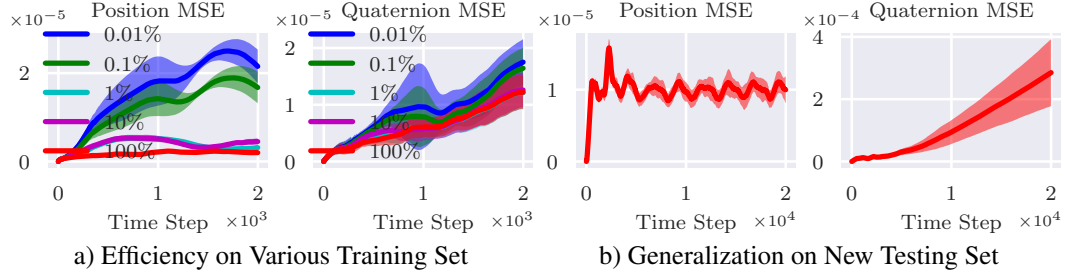 ×10⁻⁵ Position MSE
0.01%
0.1%
1%
10%
100%
2
0
0 1 2
Time Step ×10³
×10⁻⁵ Quaternion MSE
0.01%
0.1%
1%
10%
100%
2
1
0
0 1 2
Time Step ×10³
a) Efficiency on Various Training Set
×10⁻⁵ Position MSE
1
0
0 1 2
Time Step ×10⁴
×10⁻⁴ Quaternion MSE
4
2
0
0 1 2
Time Step ×10⁴
b) Generalization on New Testing Set